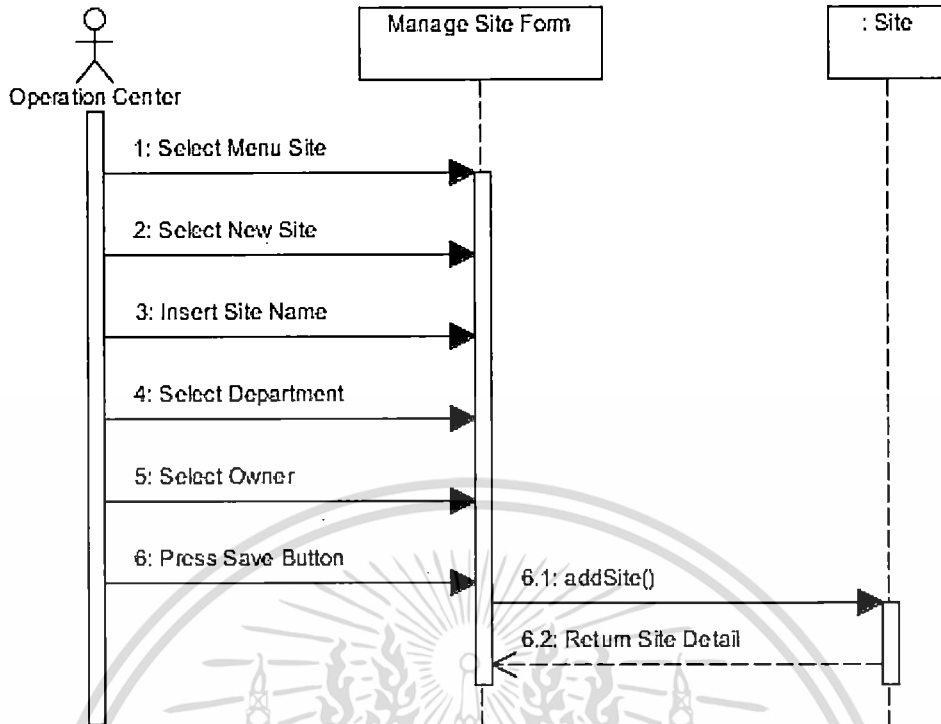 Manage Site Form
: Site
Operation Center
1: Select Menu Site
2: Select New Site
3: Insert Site Name
4: Select Department
5: Select Owner
6: Press Save Button
6.1: addSite()
6.2: Return Site Detail